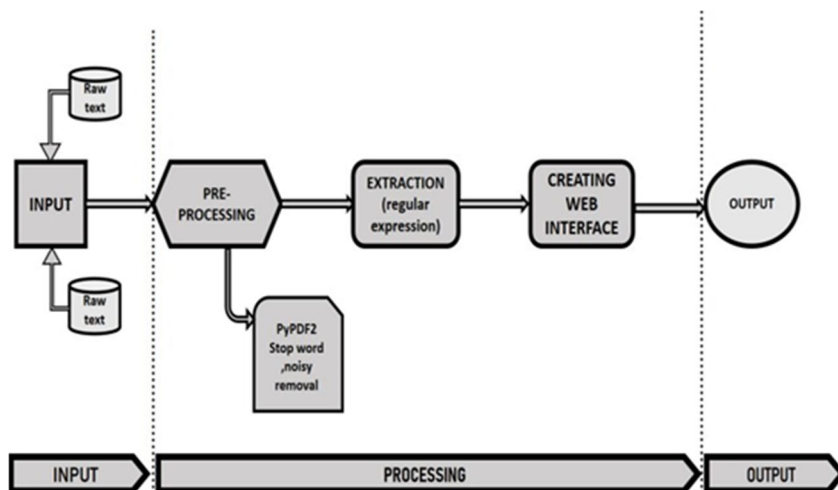 Raw
text
INPUT
Raw
text
PRE-
PROCESSING
PyPDF2
Stop word
,noisy
removal
EXTRACTION
(regular
expression)
CREATING
WEB
INTERFACE
OUTPUT
INPUT
PROCESSING
OUTPUT